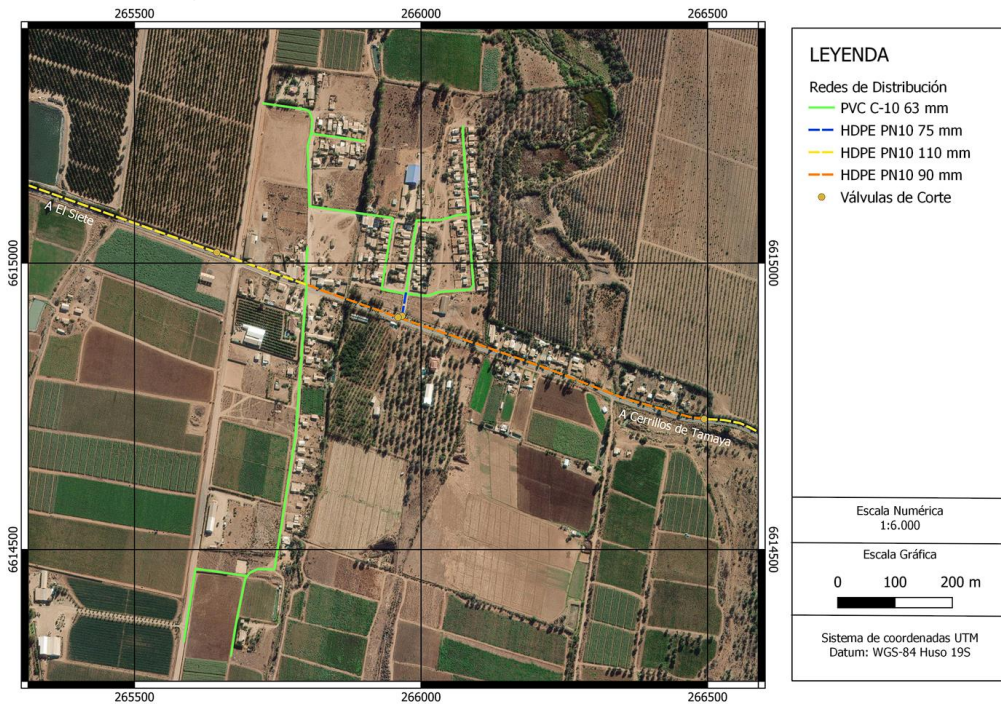 265500
266000
266500
6615000
6615000
6614500
6614500
A El Siete
A Cerrillos de Tamaya
265500
266000
266500
LEYENDA
Redes de Distribución
PVC C-10 63 mm
HDPE PN10 75 mm
HDPE PN10 110 mm
HDPE PN10 90 mm
Válvulas de Corte
Escala Numérica
1:6.000
Escala Gráfica
0 100 200 m
Sistema de coordenadas UTM
Datum: WGS-84 Huso 19S